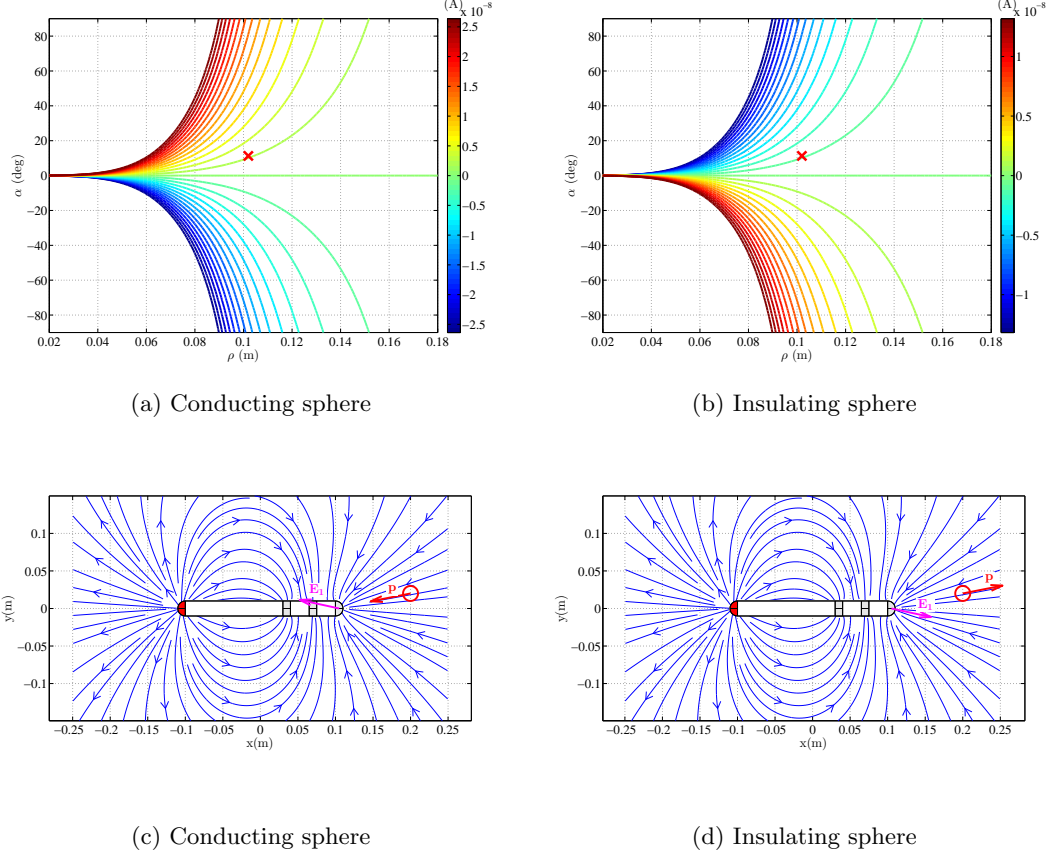 (A) x 10⁻⁸
80
60
40
20
0
−20
−40
−60
−80
α (deg)
0.02 0.04 0.06 0.08 0.1 0.12 0.14 0.16 0.18
ρ (m)
2.5
2
1.5
1
0.5
0
−0.5
−1
−1.5
−2
−2.5
(a) Conducting sphere
(A) x 10⁻⁸
80
60
40
20
0
−20
−40
−60
−80
α (deg)
0.02 0.04 0.06 0.08 0.1 0.12 0.14 0.16 0.18
ρ (m)
1
0.5
0
−0.5
−1
(b) Insulating sphere
0.1
0.05
0
−0.05
−0.1
y(m)
E₁
p
−0.25 −0.2 −0.15 −0.1 −0.05 0 0.05 0.1 0.15 0.2 0.25
x(m)
(c) Conducting sphere
0.1
0.05
0
−0.05
−0.1
y(m)
p
E₁
−0.25 −0.2 −0.15 −0.1 −0.05 0 0.05 0.1 0.15 0.2 0.25
x(m)
(d) Insulating sphere